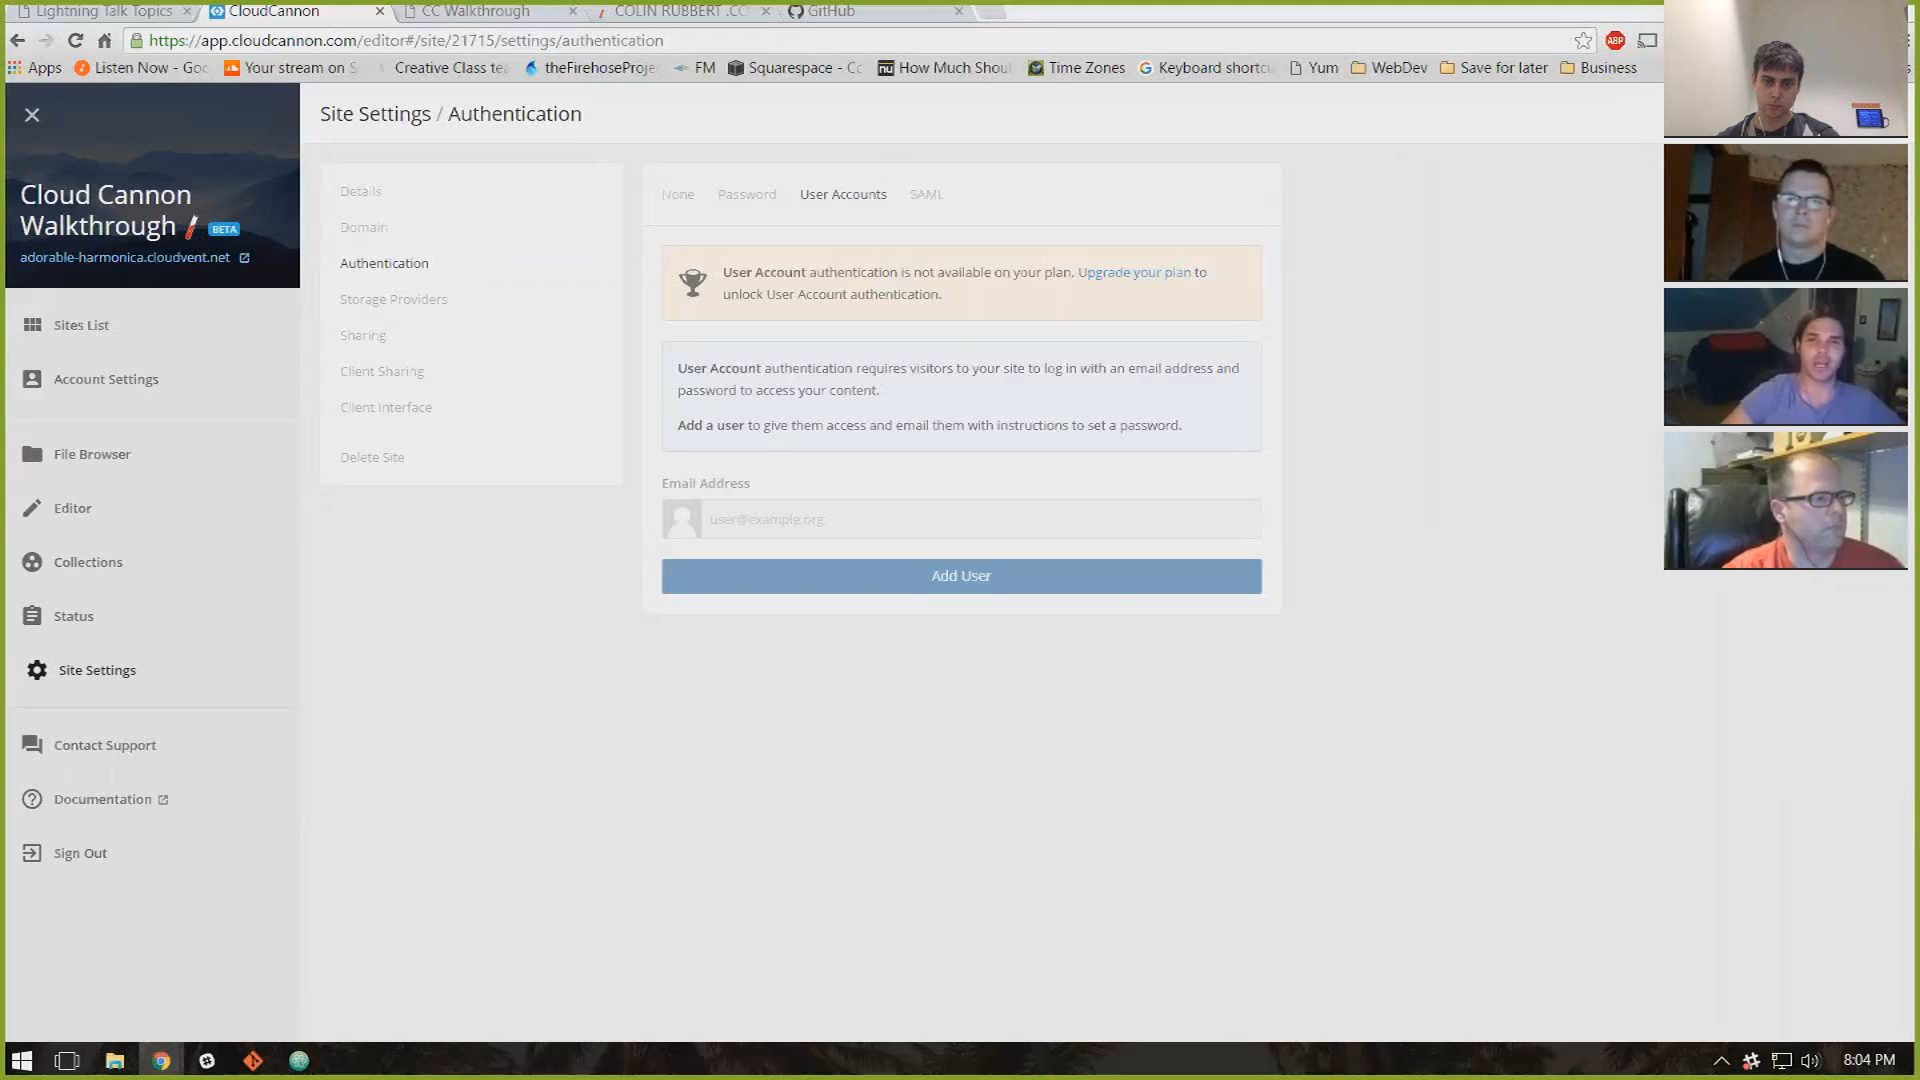 Lightning Talk Topics
CloudCannon
CC Walkthrough
COLIN RUBBERT .CO
GitHub
https://app.cloudcannon.com/editor#/site/21715/settings/authentication
ABP
Apps
Listen Now - Goo
Your stream on S
Creative Class tea
theFirehoseProje
FM
Squarespace - Co
nu
How Much Shoul
Time Zones
Keyboard shortcu
Yum
WebDev
Save for later
Business
Cloud Cannon
Walkthrough
BETA
adorable-harmonica.cloudvent.net
Sites List
Account Settings
File Browser
Editor
Collections
Status
Site Settings
Contact Support
Documentation
Sign Out
Site Settings / Authentication
Details
Domain
Authentication
Storage Providers
Sharing
Client Sharing
Client Interface
Delete Site
None Password User Accounts SAML
User Account authentication is not available on your plan. Upgrade your plan to
unlock User Account authentication.
User Account authentication requires visitors to your site to log in with an email address and
password to access your content.
Add a user to give them access and email them with instructions to set a password.
Email Address
user@example.org
Add User
8:04 PM